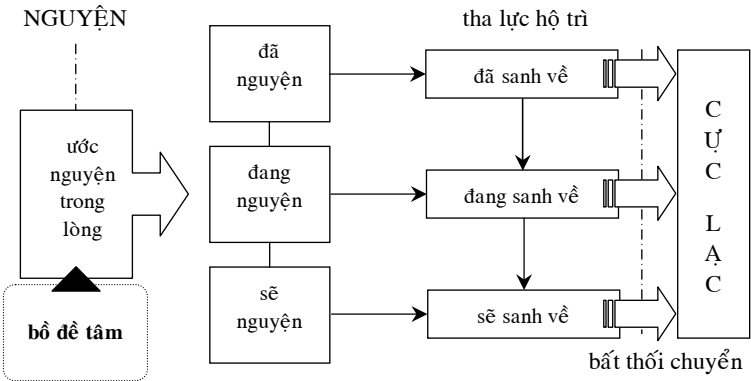 NGUYỆN
tha lực hộ trì
ước
nguyện
trong
lòng
bồ đề tâm
đã
nguyện
đang
nguyện
sẽ
nguyện
đã sanh về
đang sanh về
sẽ sanh về
C
Ự
C
L
Ạ
C
bất thối chuyển